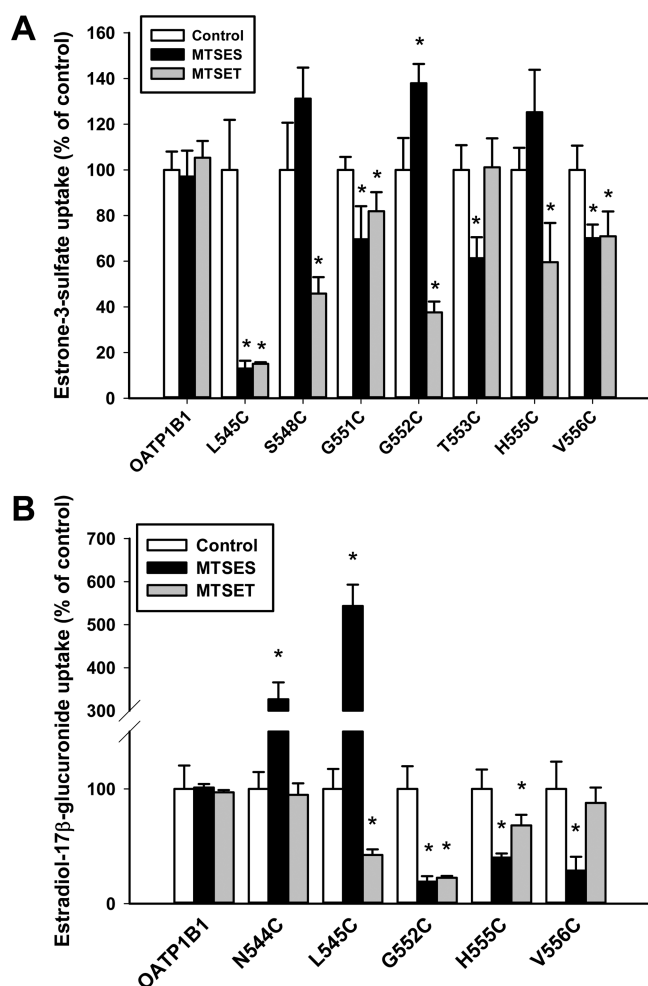 A
Estrone-3-sulfate uptake (% of control)
160
140
120
100
80
60
40
20
0
Control
MTSES
MTSET
*
*
*
*
*
*
*
*
*
*
*
OATP1B1
L545C
S548C
G551C
G552C
T553C
H555C
V556C
B
Estradiol-17β-glucuronide uptake (% of control)
700
600
500
400
300
100
0
Control
MTSES
MTSET
*
*
*
*
*
*
*
*
OATP1B1
N544C
L545C
G552C
H555C
V556C